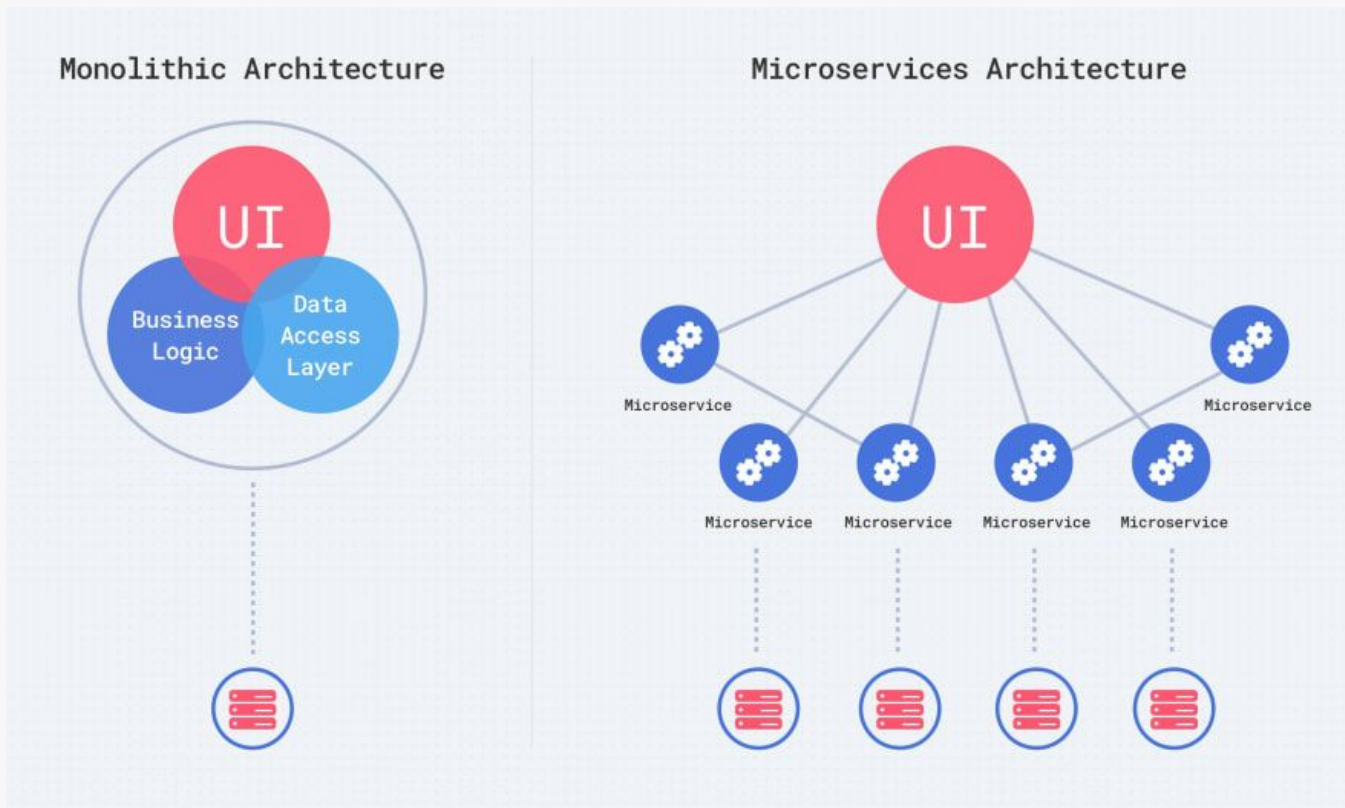 Monolithic Architecture
UI
Business
Logic
Data
Access
Layer
Microservices Architecture
UI
Microservice
Microservice
Microservice
Microservice
Microservice
Microservice